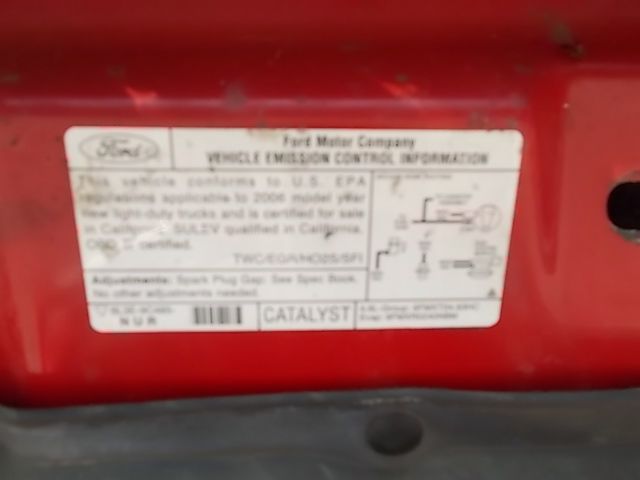 Ford
Ford Motor Company
VEHICLE EMISSION CONTROL INFORMATION
This vehicle conforms to U.S. EPA
regulations applicable to 2006 model year
new light-duty trucks and is certified for sale
in California. SULEV qualified in California.
OBD II certified.
TWC/EGR/HO2S/SFI
Adjustments: Spark Plug Gap: See Spec Book.
No other adjustments needed.
NUR
CATALYST